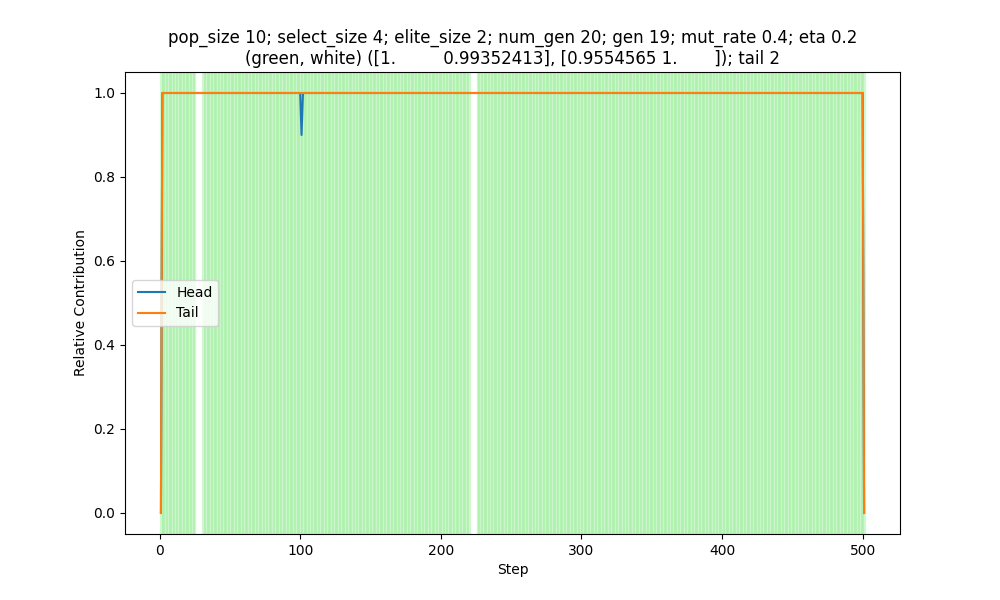 pop_size 10; select_size 4; elite_size 2; num_gen 20; gen 19; mut_rate 0.4; eta 0.2
(green, white) ([1.         0.99352413], [0.9554565 1.       ]); tail 2
Relative Contribution
1.0
0.8
0.6
0.4
0.2
0.0
Head
Tail
0 100 200 300 400 500
Step